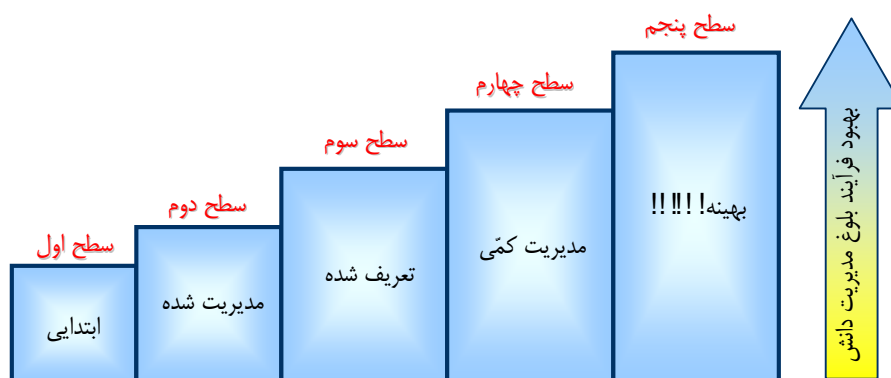 سطح اول
ابتدایی
سطح دوم
مدیریت شده
سطح سوم
تعریف شده
سطح چهارم
مدیریت کمّی
سطح پنجم
بهینه!!!!!!!
بهبود فرآیند بلوغ مدیریت دانش